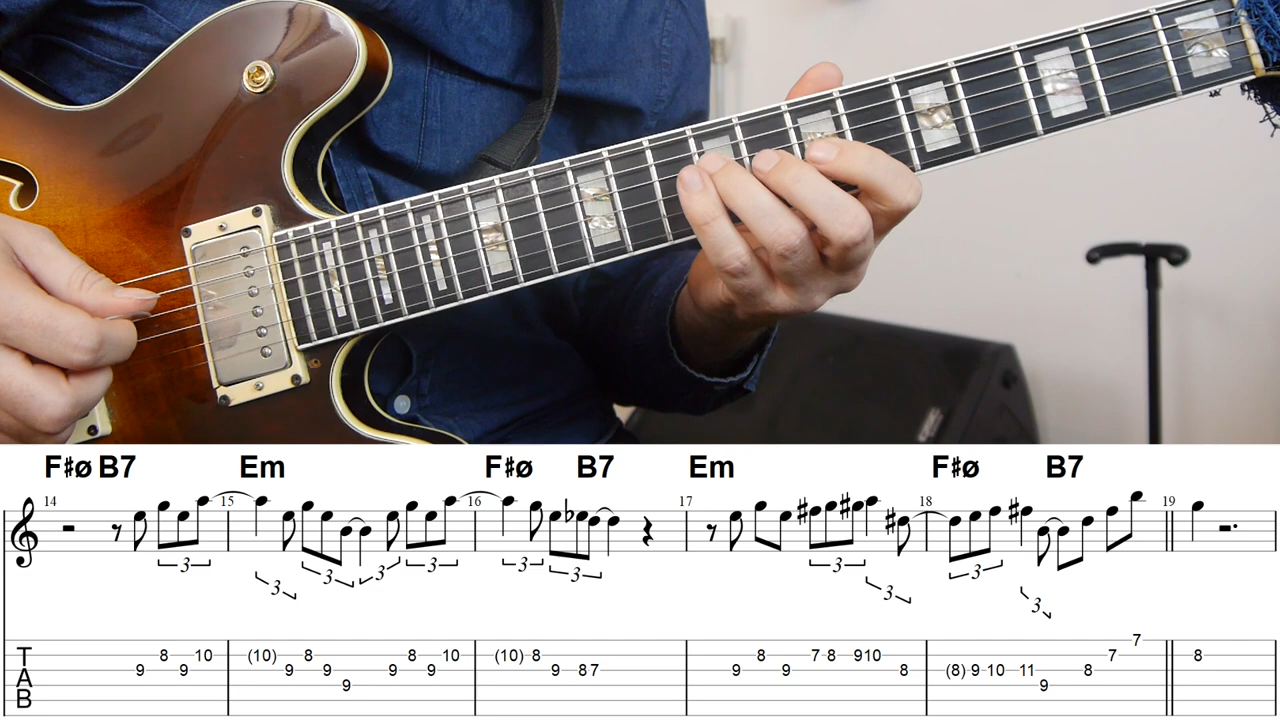 F#ø B7 Em F#ø B7 Em F#ø B7
14 15 16 17 18 19
3 3 3 3 3 3 3 3 3 3 3
7
T 8 10 (10) 8 8 10 (10) 8 8 7 8 9 10 7 8
A 9 9 9 9 9 9 9 8 7 9 9 8 (8) 9 10 11 8
B 9 9